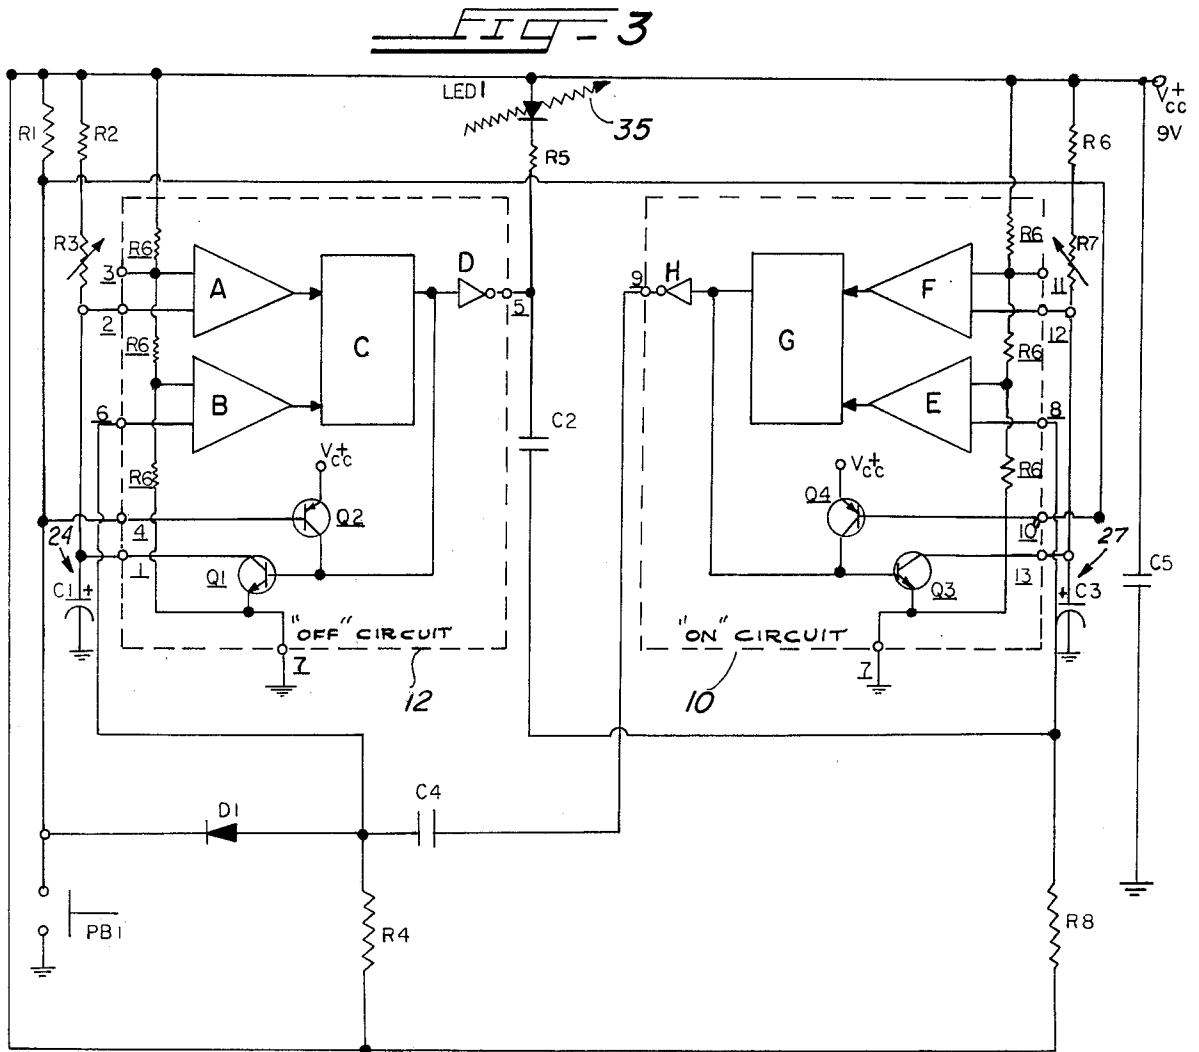 FIG-3
LED1
35
V+CC
9V
R1
R2
R5
R6
R3
R6
D
9
H
R6
R7
3
A
F
11
2
5
12
R6
C
G
R6
6
B
E
8
C2
R6
V+CC
V+CC
R6
Q2
Q4
24
4
10
27
1
Q1
Q3
13
C1
+
+
C3
C5
"OFF" CIRCUIT
"ON" CIRCUIT
7
12
10
7
D1
C4
PB1
R4
R8